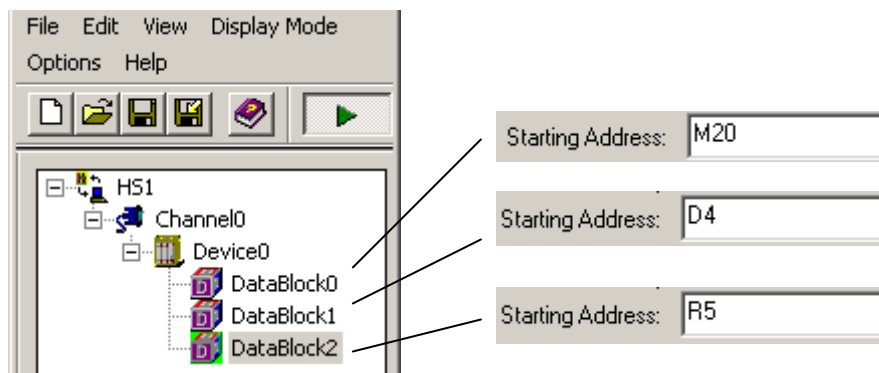 File Edit View Display Mode
Options Help
HS1
Channel0
Device0
DataBlock0
DataBlock1
DataBlock2
Starting Address: M20
Starting Address: D4
Starting Address: R5